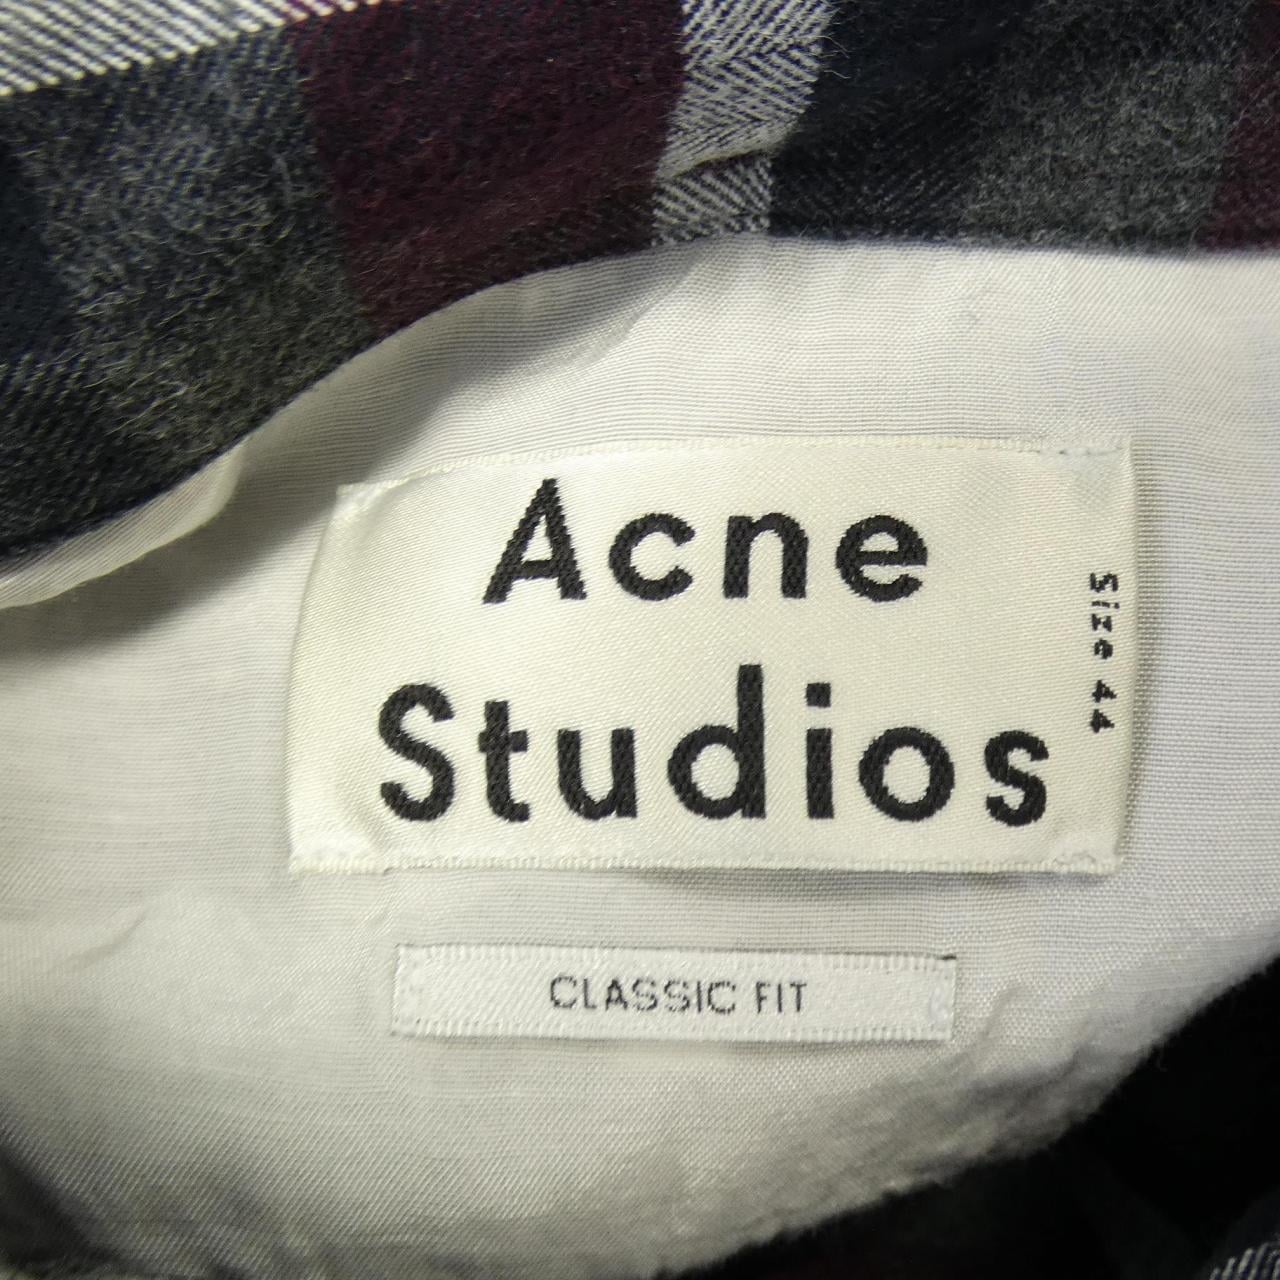 Acne
Studios
Size 44
CLASSIC FIT